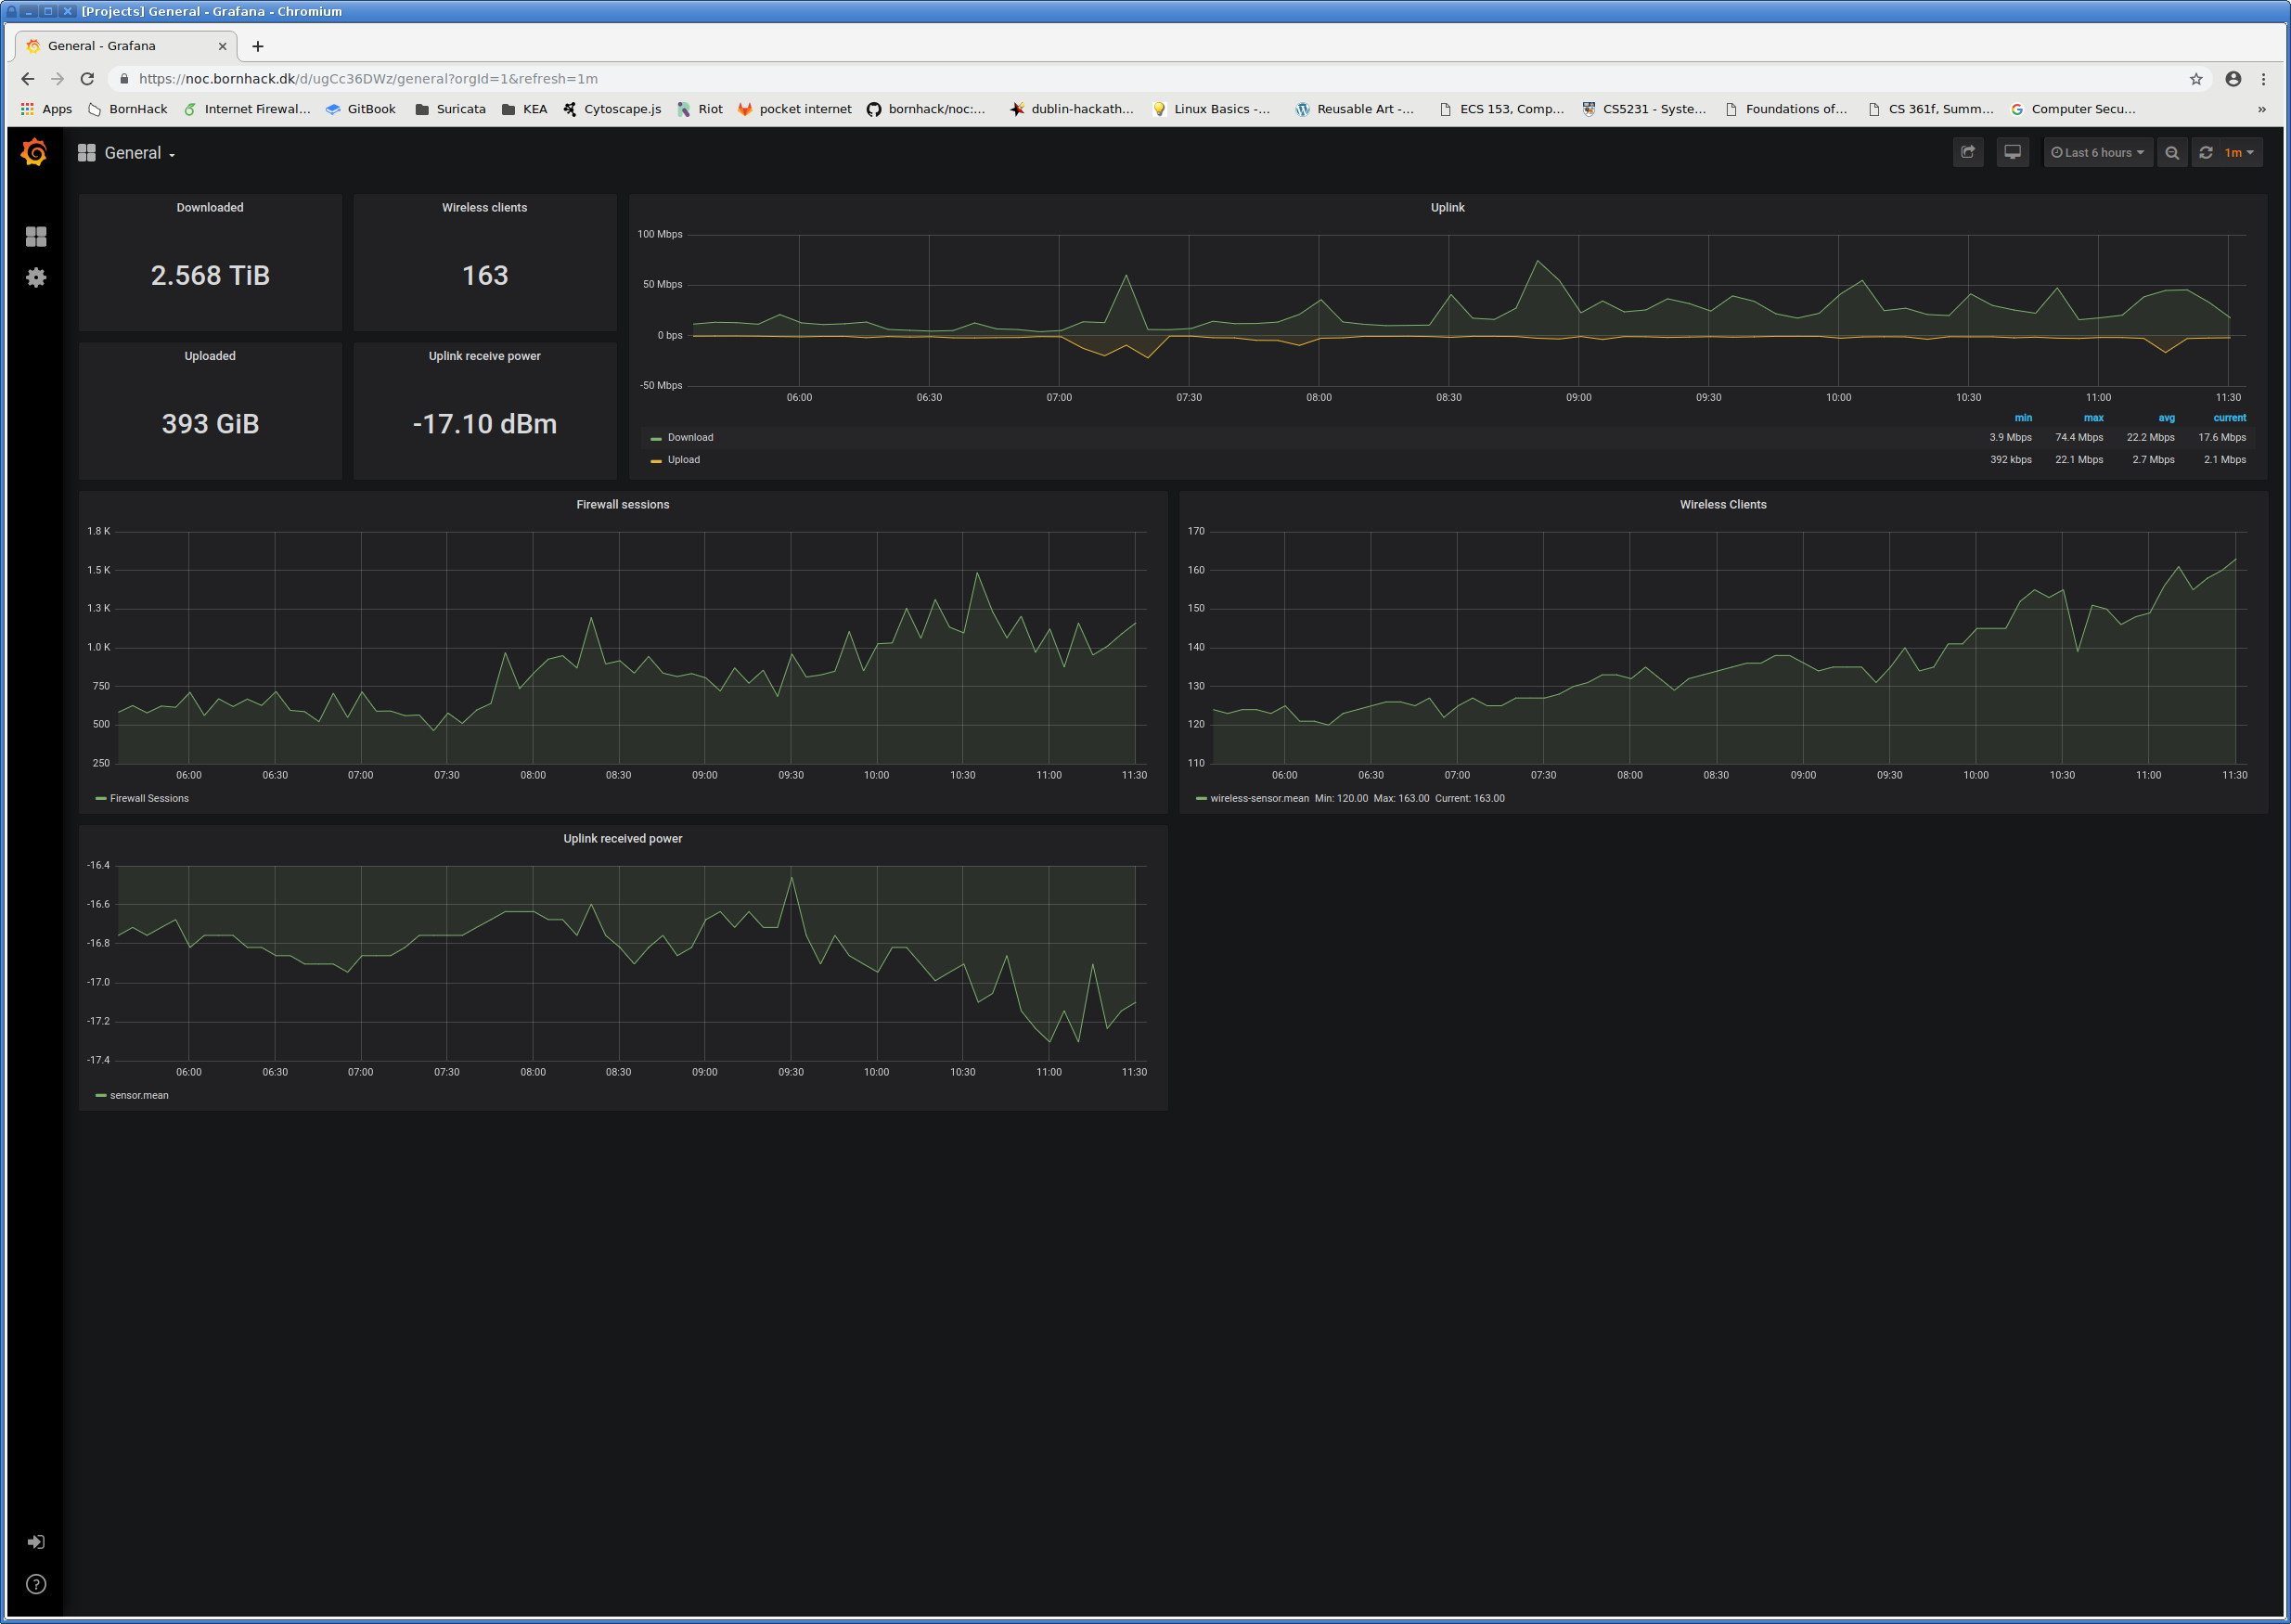 [Projects] General - Grafana - Chromium
General - Grafana
https://noc.bornhack.dk/d/ugCc36DWz/general?orgId=1&refresh=1m
Apps BornHack Internet Firewal... GitBook Suricata KEA Cytoscape.js Riot pocket internet bornhack/noc:... dublin-hackath... Linux Basics -... Reusable Art -... ECS 153, Comp... CS5231 - Syste... Foundations of... CS 361f, Summ... Computer Secu... »
General Last 6 hours 1m
Downloaded
2.568 TiB
Wireless clients
163
Uploaded
393 GiB
Uplink receive power
-17.10 dBm
Uplink
100 Mbps
50 Mbps
0 bps
-50 Mbps
06:00 06:30 07:00 07:30 08:00 08:30 09:00 09:30 10:00 10:30 11:00 11:30
min max avg current
Download 3.9 Mbps 74.4 Mbps 22.2 Mbps 17.6 Mbps
Upload 392 kbps 22.1 Mbps 2.7 Mbps 2.1 Mbps
Firewall sessions
1.8 K
1.5 K
1.3 K
1.0 K
750
500
250
06:00 06:30 07:00 07:30 08:00 08:30 09:00 09:30 10:00 10:30 11:00 11:30
Firewall Sessions
Wireless Clients
170
160
150
140
130
120
110
06:00 06:30 07:00 07:30 08:00 08:30 09:00 09:30 10:00 10:30 11:00 11:30
wireless-sensor.mean Min: 120.00 Max: 163.00 Current: 163.00
Uplink received power
-16.4
-16.6
-16.8
-17.0
-17.2
-17.4
06:00 06:30 07:00 07:30 08:00 08:30 09:00 09:30 10:00 10:30 11:00 11:30
sensor.mean